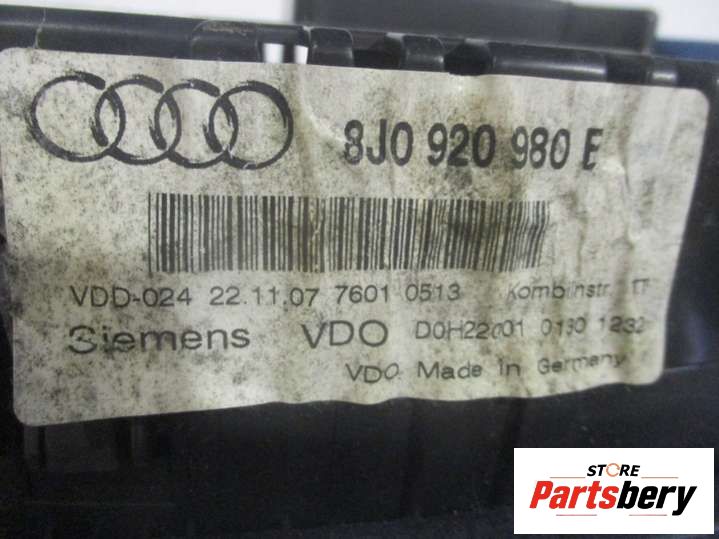 8J0 920 980 E
VDD-024 22.11.07 7601 0513 Kombiinstr. TT
Siemens VDO D0H22001 0130 1232
VDO Made in Germany
STORE
Partsbery